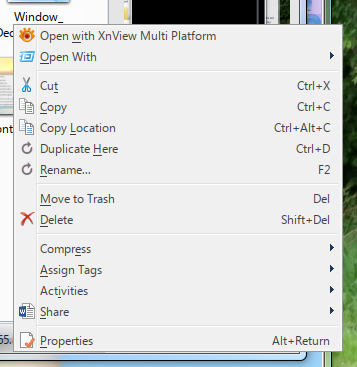 Window_
Dec
Open with XnView Multi Platform
Open With
Cut Ctrl+X
Copy Ctrl+C
ont
Copy Location Ctrl+Alt+C
Duplicate Here Ctrl+D
Rename... F2
Move to Trash Del
Delete Shift+Del
Compress
Assign Tags
Activities
Share
65.
Properties Alt+Return